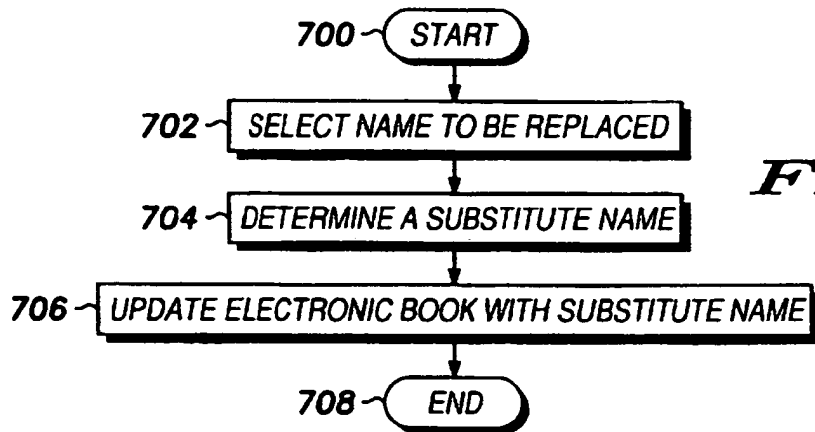 700 START
702 SELECT NAME TO BE REPLACED
704 DETERMINE A SUBSTITUTE NAME
706 UPDATE ELECTRONIC BOOK WITH SUBSTITUTE NAME
708 END